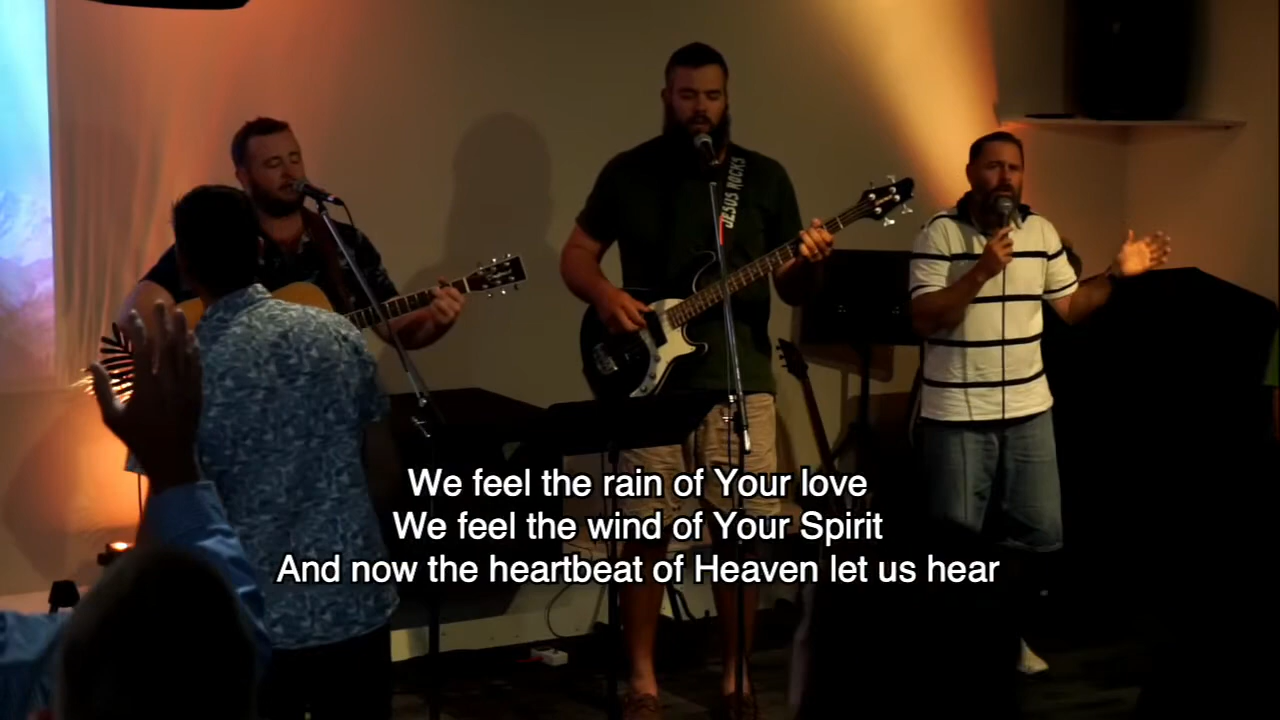 JESUS ROCKS
We feel the rain of Your love
We feel the wind of Your Spirit
And now the heartbeat of Heaven let us hear